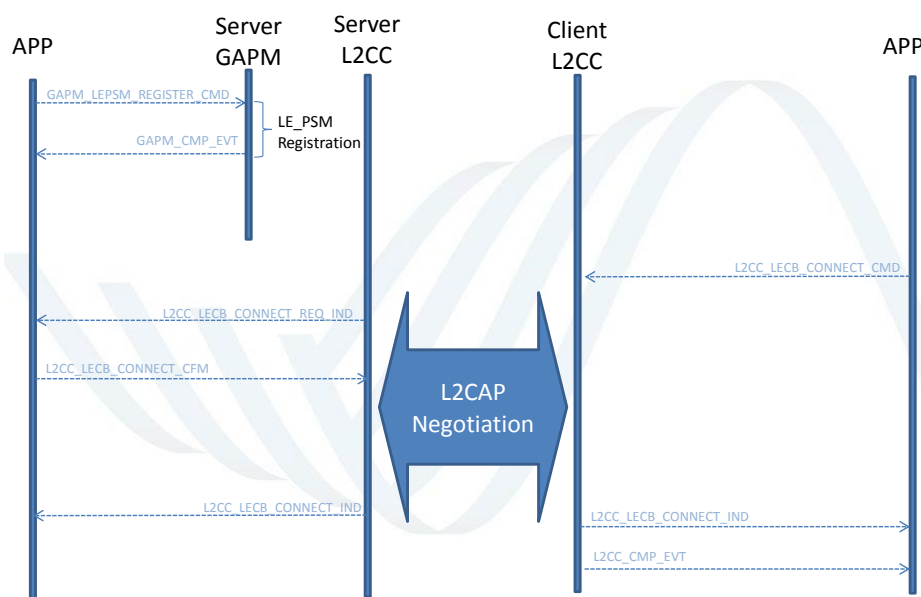 APP
Server
GAPM
Server
L2CC
Client
L2CC
APP
GAPM_LEPSM_REGISTER_CMD
LE_PSM
Registration
GAPM_CMP_EVT
L2CC_LECB_CONNECT_CMD
L2CC_LECB_CONNECT_REQ_IND
L2CC_LECB_CONNECT_CFM
L2CAP
Negotiation
L2CC_LECB_CONNECT_IND
L2CC_LECB_CONNECT_IND
L2CC_CMP_EVT